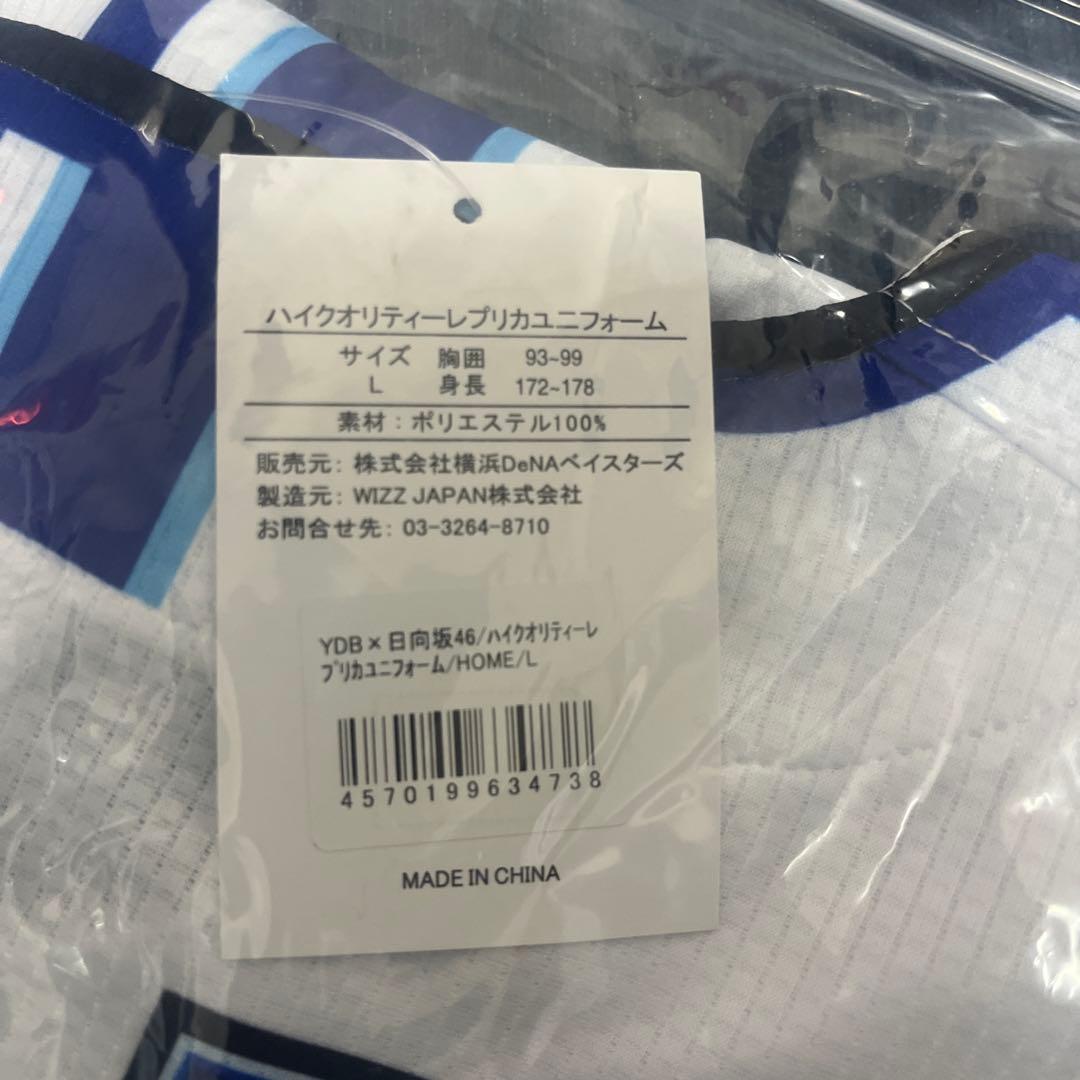 ハイクオリティーレプリカユニフォーム
サイズ 胸囲 93~99
L 身長 172~178
素材：ポリエステル100%
販売元: 株式会社横浜DeNAベイスターズ
製造元: WIZZ JAPAN株式会社
お問合せ先: 03-3264-8710
YDB×日向坂46/ハイクオリティーレ
プリカユニフォーム/HOME/L
4570199634738
MADE IN CHINA